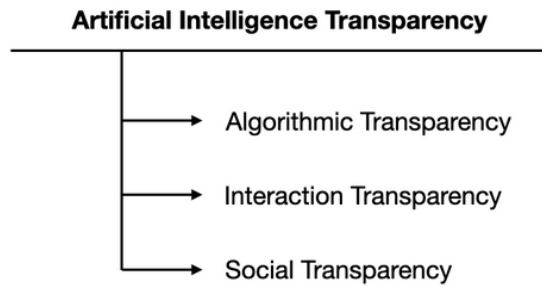 Artificial Intelligence Transparency
Algorithmic Transparency
Interaction Transparency
Social Transparency